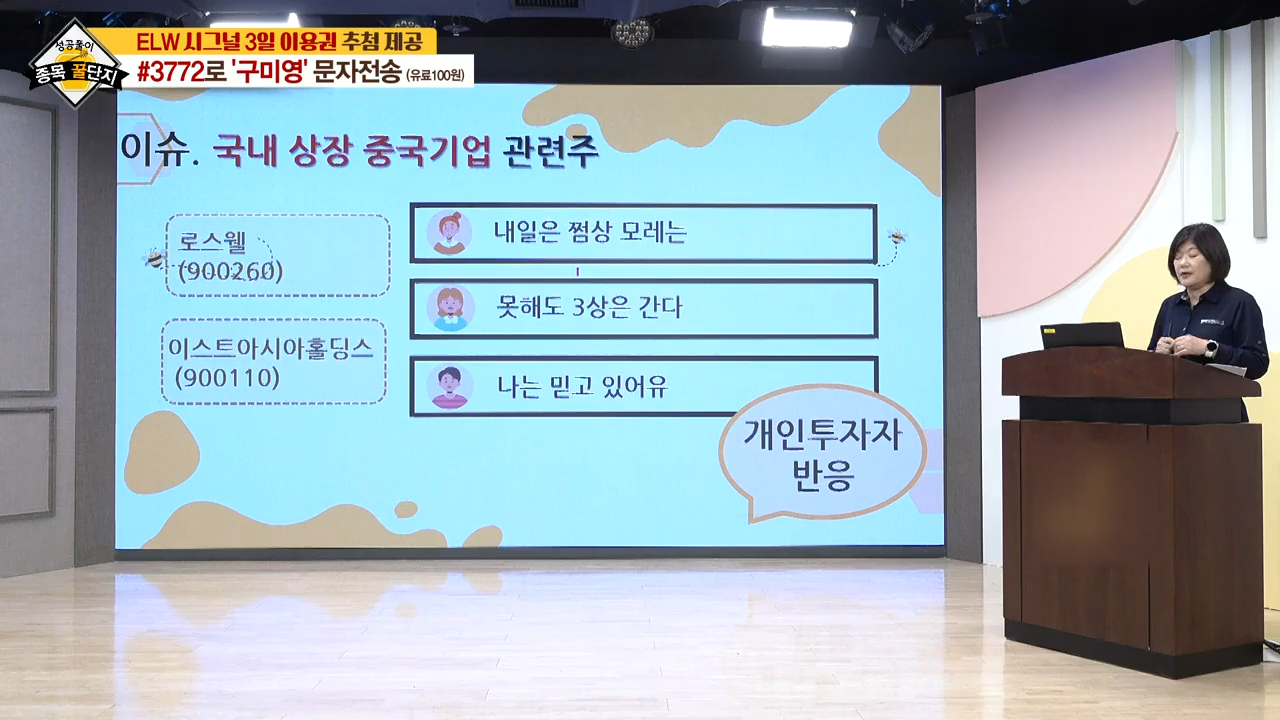 성공풀이
종목 꿀단지
ELW 시그널 3일 이용권 추첨 제공
#3772로 '구미영' 문자전송 (유료100원)
이슈. 국내 상장 중국기업 관련주
로스웰
(900260)
이스트아시아홀딩스
(900110)
내일은 쩜상 모레는
못해도 3상은 간다
나는 믿고 있어유
개인투자자
반응